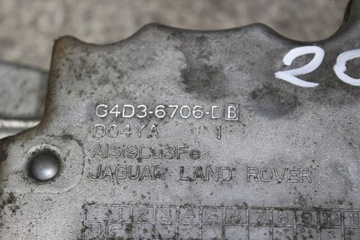 20
G4D3-6706-DB
D04YA 1
AlSi9Cu3Fe
JAGUAR LAND ROVER